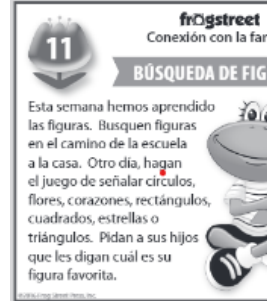 11
frogstreet
Conexión con la
BÚSQUEDA DE
Esta semana hemos aprendido
las figuras. Busquen figuras
en el camino de la escuela
a la casa. Otro día, hagan
el juego de señalar círculos,
flores, corazones, rectángulos,
cuadrados, estrellas o
triángulos. Pidan a sus hijos
que les digan cuál es su
figura favorita.